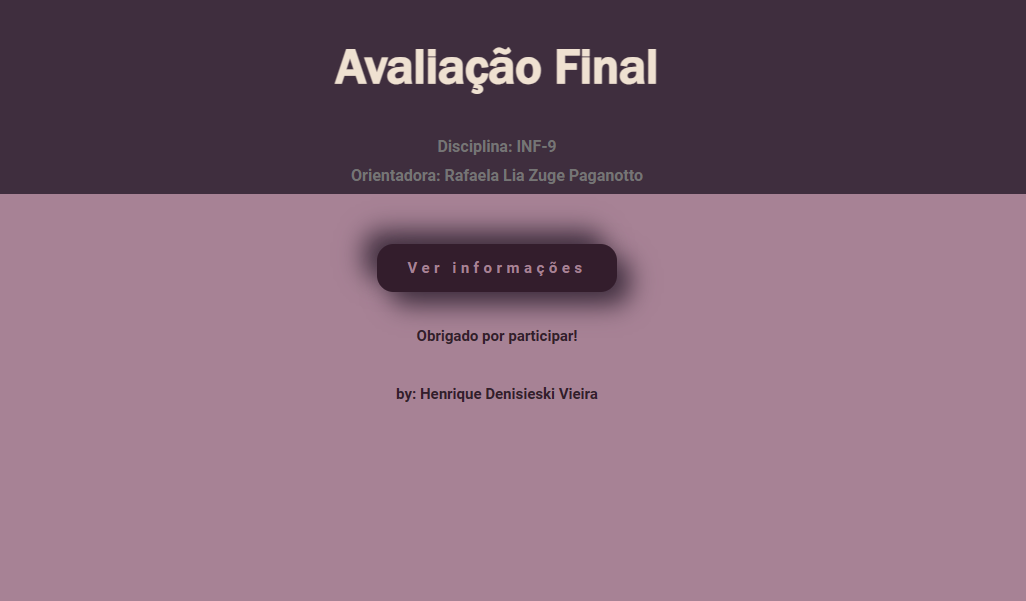 Avaliação Final
Disciplina: INF-9
Orientadora: Rafaela Lia Zuge Paganotto
Ver informações
Obrigado por participar!
by: Henrique Denisieski Vieira